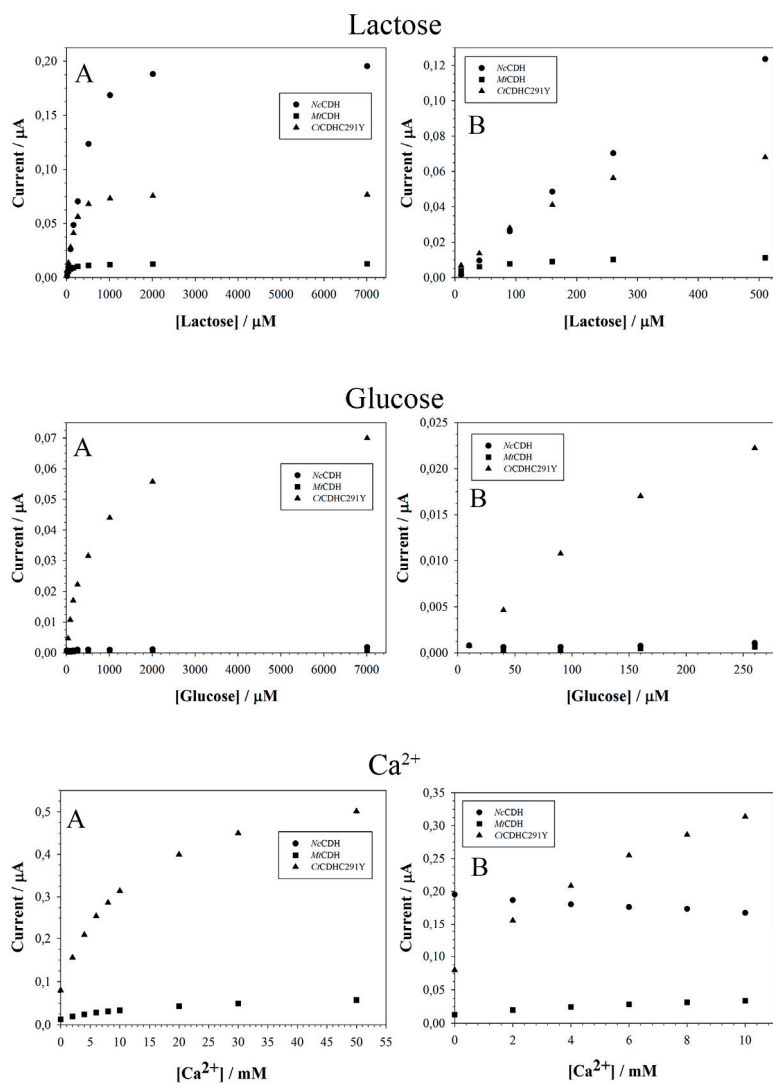 Lactose
A
NcCDH
MtCDH
CtCDHC291Y
0,20
0,15
0,10
0,05
0,00
Current / μA
0 1000 2000 3000 4000 5000 6000 7000
[Lactose] / μM
B
NcCDH
MtCDH
CtCDHC291Y
0,12
0,10
0,08
0,06
0,04
0,02
0,00
Current / μA
0 100 200 300 400 500
[Lactose] / μM
Glucose
A
NcCDH
MtCDH
CtCDHC291Y
0,07
0,06
0,05
0,04
0,03
0,02
0,01
0,00
Current / μA
0 1000 2000 3000 4000 5000 6000 7000
[Glucose] / μM
B
NcCDH
MtCDH
CtCDHC291Y
0,025
0,020
0,015
0,010
0,005
0,000
Current / μA
0 50 100 150 200 250
[Glucose] / μM
Ca²⁺
A
NcCDH
MtCDH
CtCDHC291Y
0,5
0,4
0,3
0,2
0,1
0,0
Current / μA
0 5 10 15 20 25 30 35 40 45 50 55
[Ca²⁺] / mM
B
NcCDH
MtCDH
CtCDHC291Y
0,35
0,30
0,25
0,20
0,15
0,10
0,05
0,00
Current / μA
0 2 4 6 8 10
[Ca²⁺] / mM